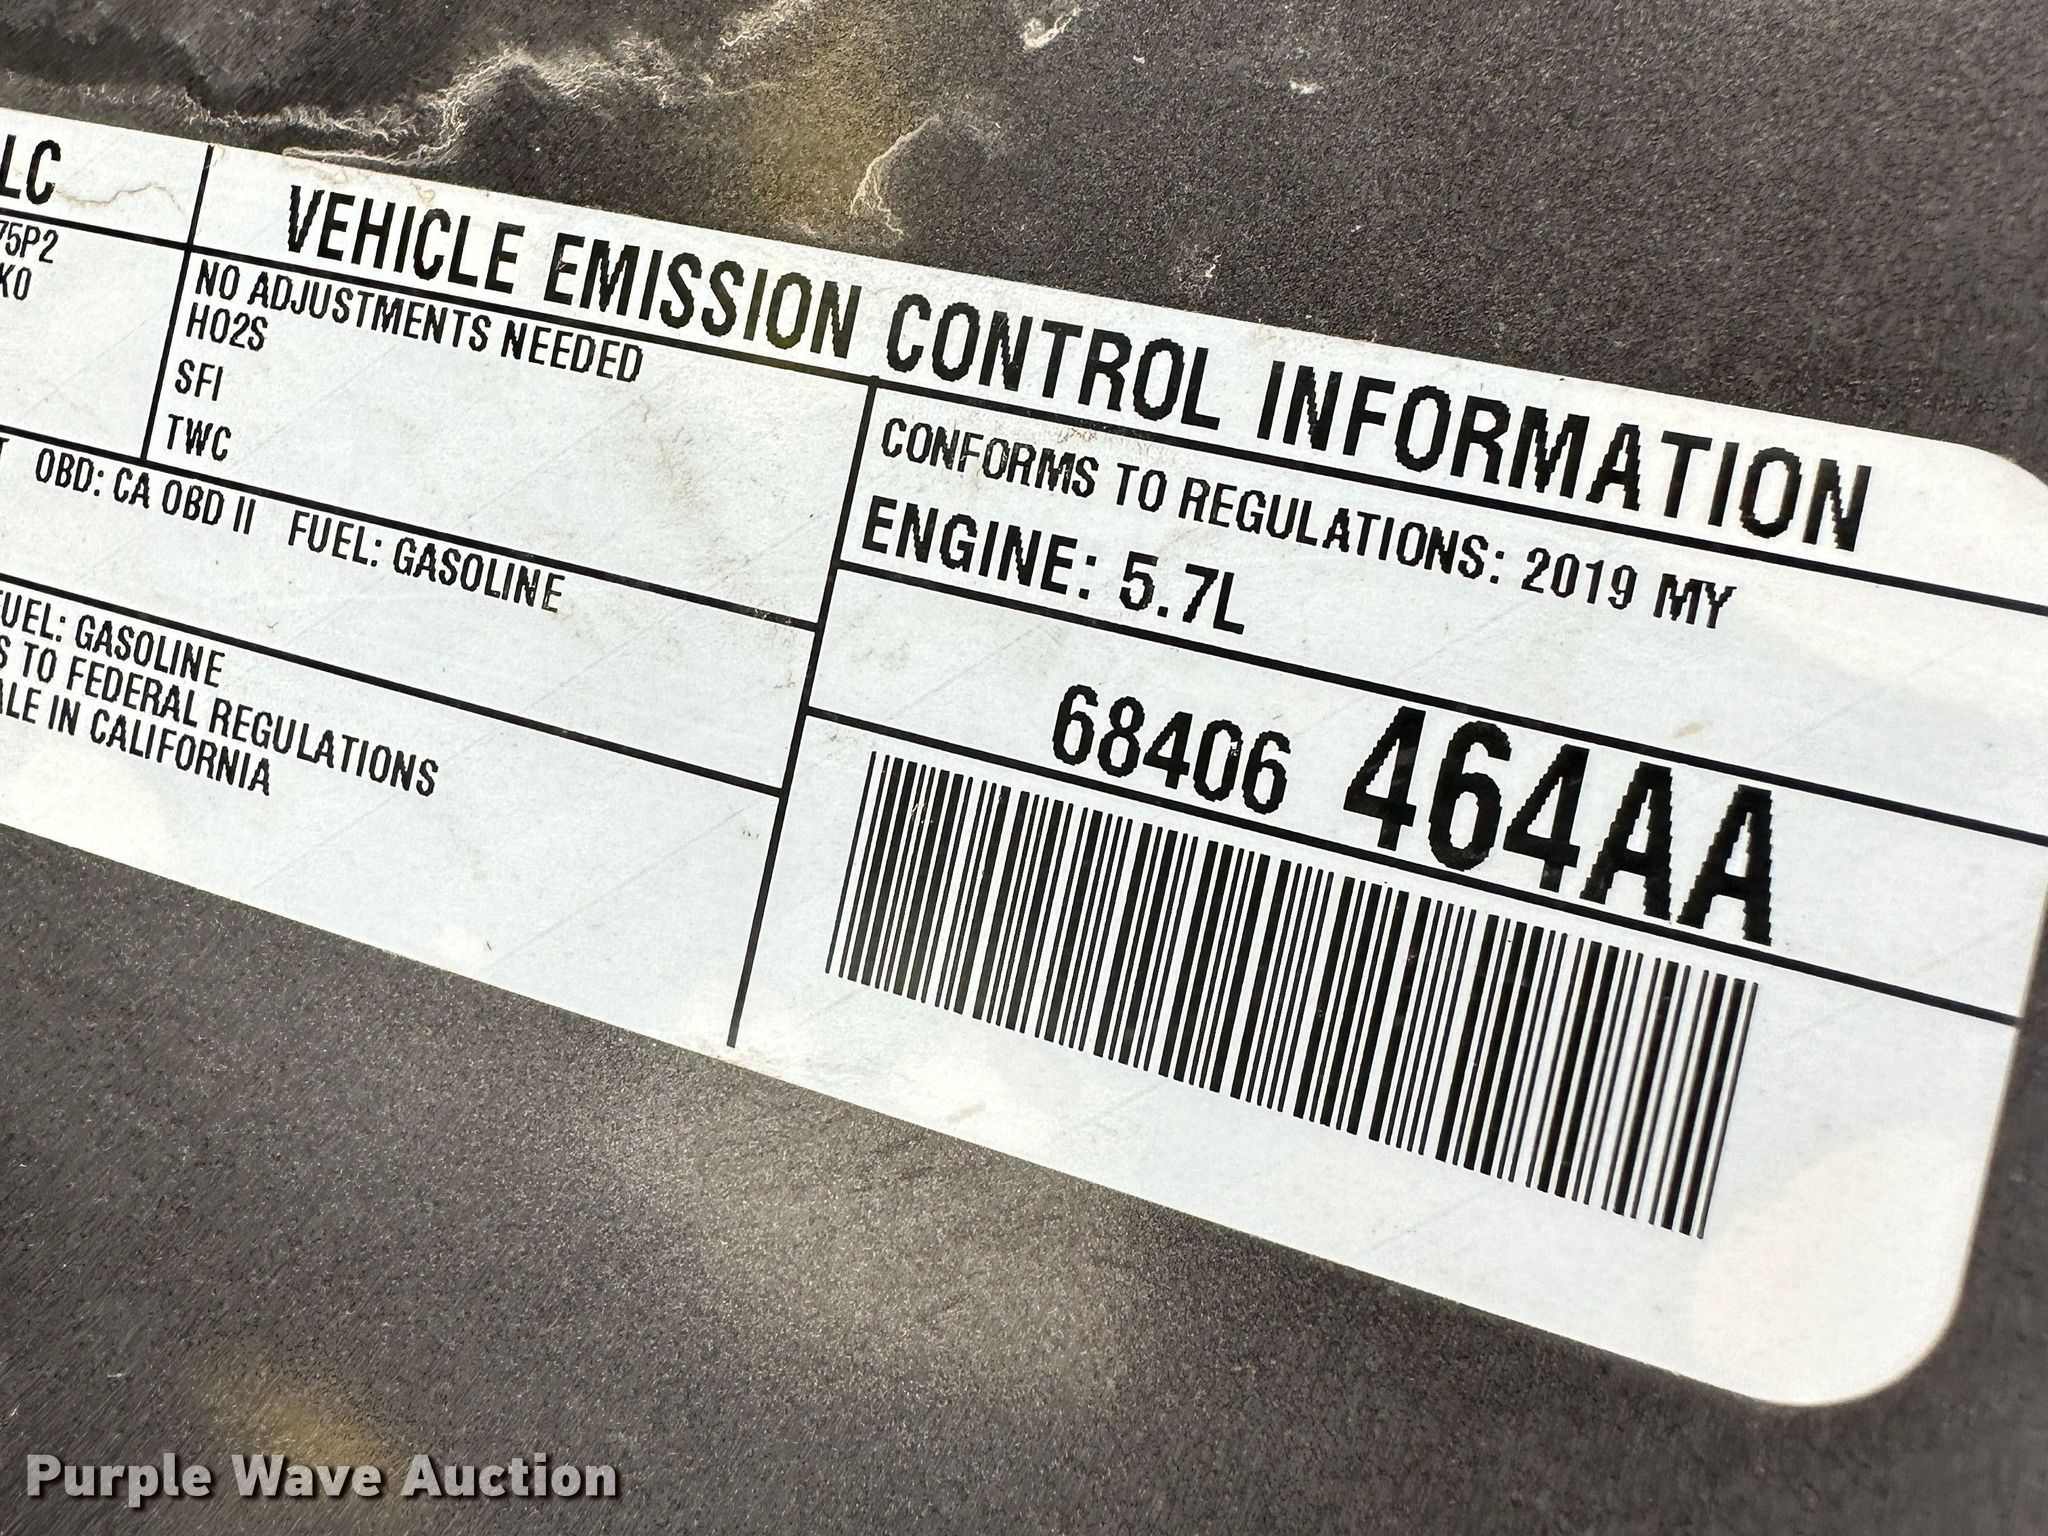 LC
VEHICLE EMISSION CONTROL INFORMATION
75P2
K0
NO ADJUSTMENTS NEEDED
HO2S
SFI
TWC
CONFORMS TO REGULATIONS: 2019 MY
ENGINE: 5.7L
OBD: CA OBD II FUEL: GASOLINE
FUEL: GASOLINE
S TO FEDERAL REGULATIONS
ALE IN CALIFORNIA
68406 464AA
Purple Wave Auction